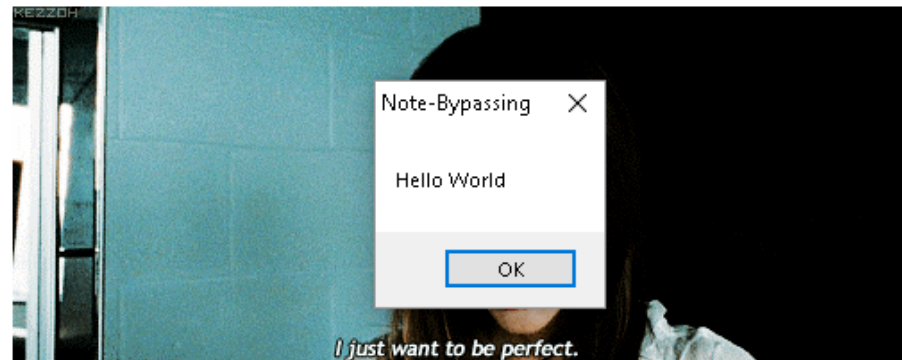 KEZZOH
Note-Bypassing
Hello World
OK
I just want to be perfect.